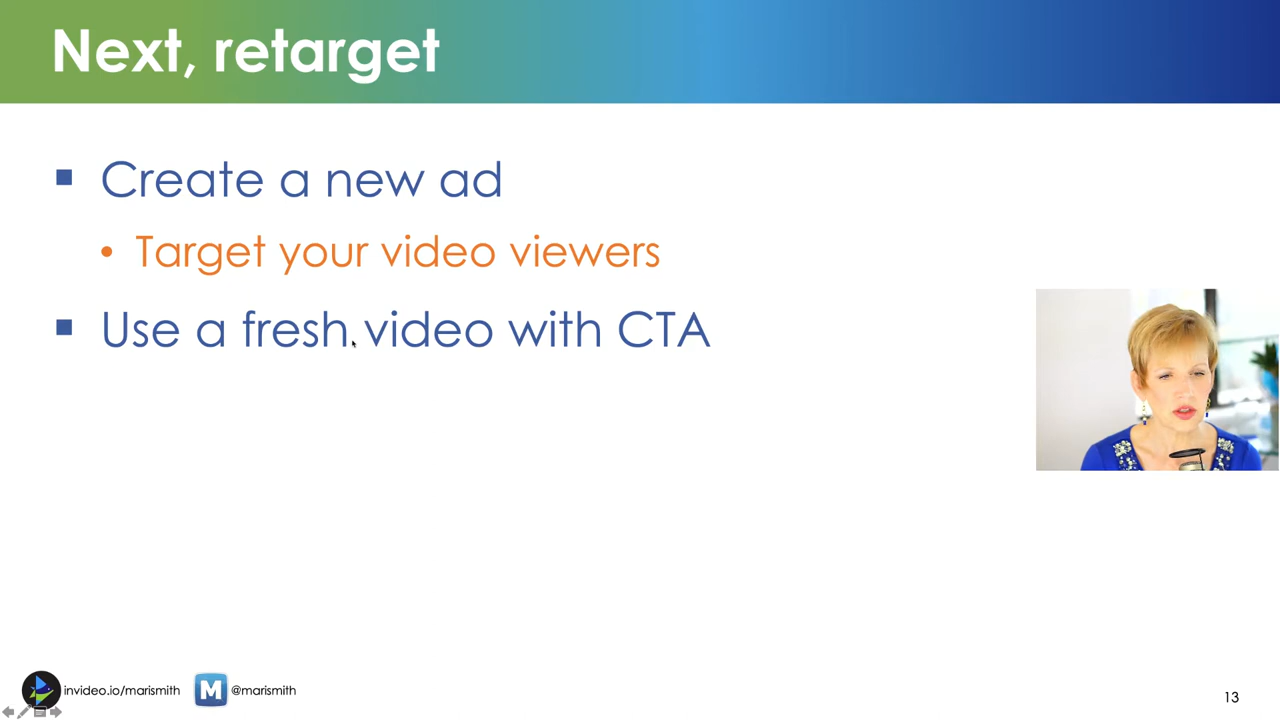 Next, retarget
Create a new ad
Target your video viewers
Use a fresh video with CTA
invideo.io/marismith
M
@marismith
13